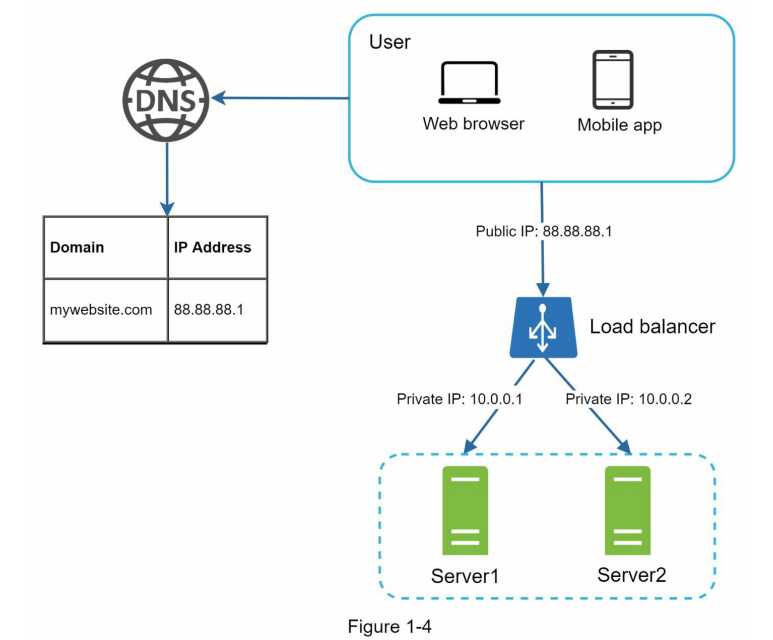 User
DNS
Web browser
Mobile app
Domain
IP Address
mywebsite.com
88.88.88.1
Public IP: 88.88.88.1
Load balancer
Private IP: 10.0.0.1
Private IP: 10.0.0.2
Server1
Server2
Figure 1-4